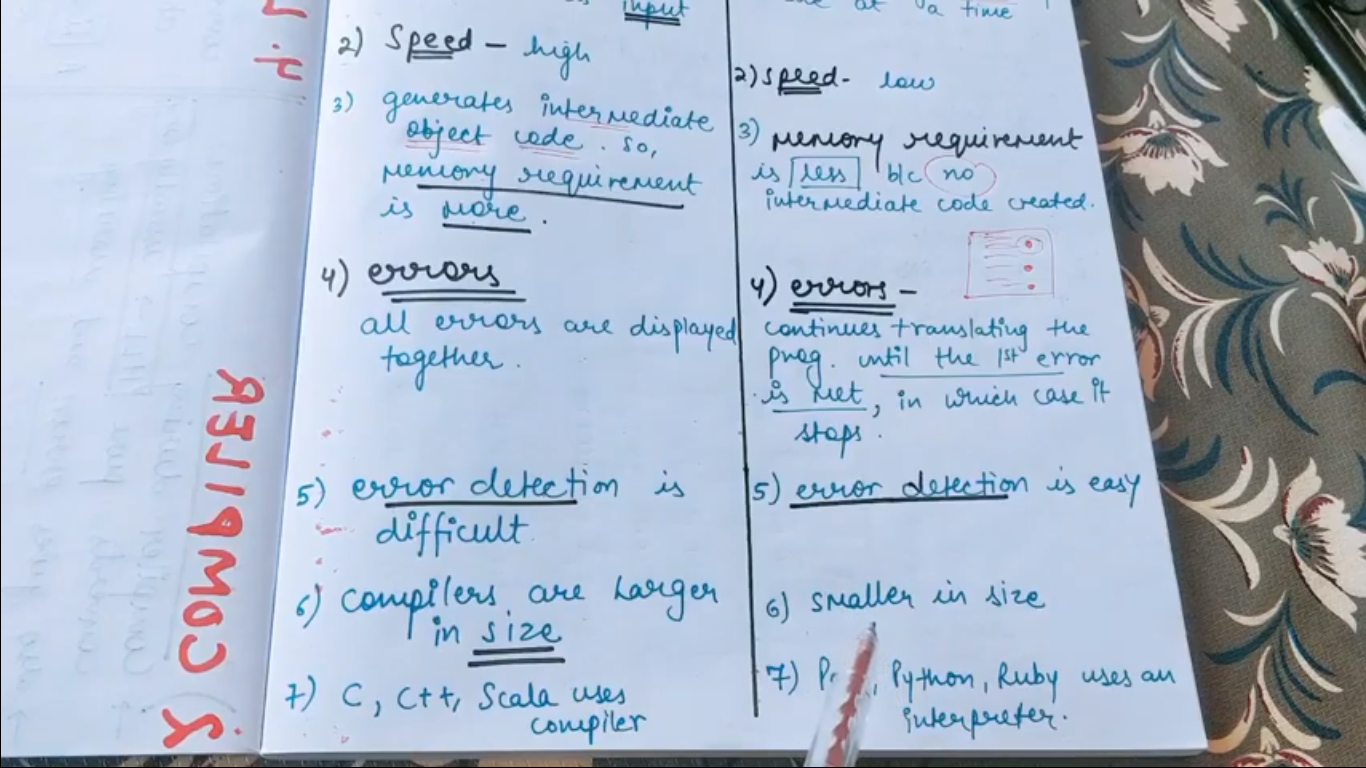 input
at a time
2) Speed – high
3) generates intermediate
object code. So,
Memory requirement
is more.
4) errors
all errors are displayed
together.
5) error detection is
difficult.
6) Compilers are Larger
in size
7) C, C++, Scala uses
compiler
2) Speed- low
3) Memory requirement
is less b/c no
intermediate code created.
4) errors –
continues translating the
prog. until the 1st error
is met, in which case it
stops.
5) error detection is easy
6) Smaller in size
7) Python, Ruby uses an
interpreter.
COMPILER